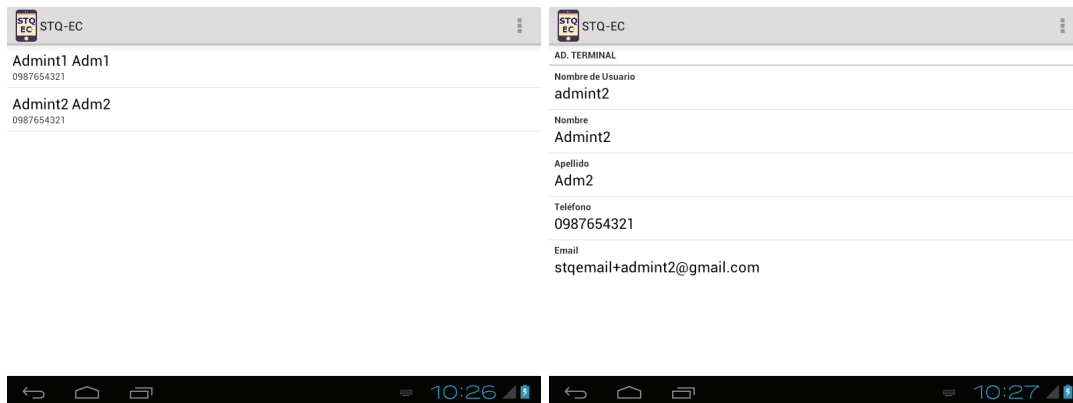 STQ
EC
STQ-EC
Admint1 Adm1
0987654321
Admint2 Adm2
0987654321
10:26
STQ
EC
STQ-EC
AD. TERMINAL
Nombre de Usuario
admint2
Nombre
Admint2
Apellido
Adm2
Teléfono
0987654321
Email
stqemail+admint2@gmail.com
10:27